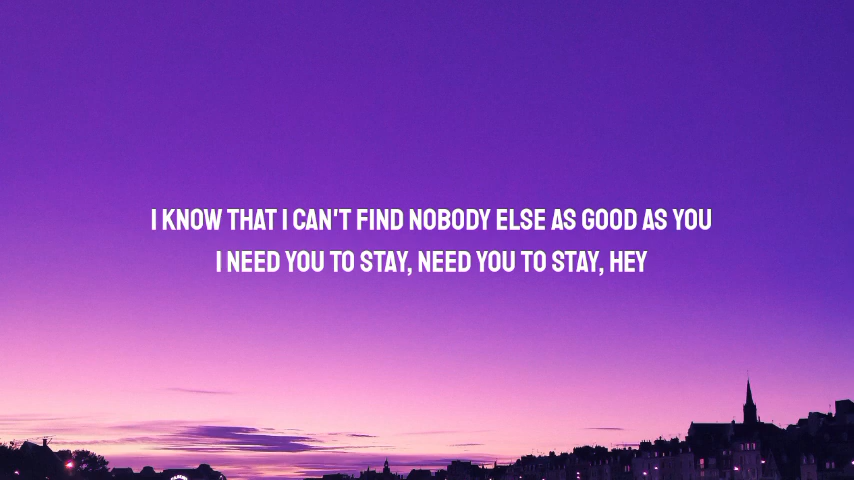 I KNOW THAT I CAN'T FIND NOBODY ELSE AS GOOD AS YOU
I NEED YOU TO STAY, NEED YOU TO STAY, HEY